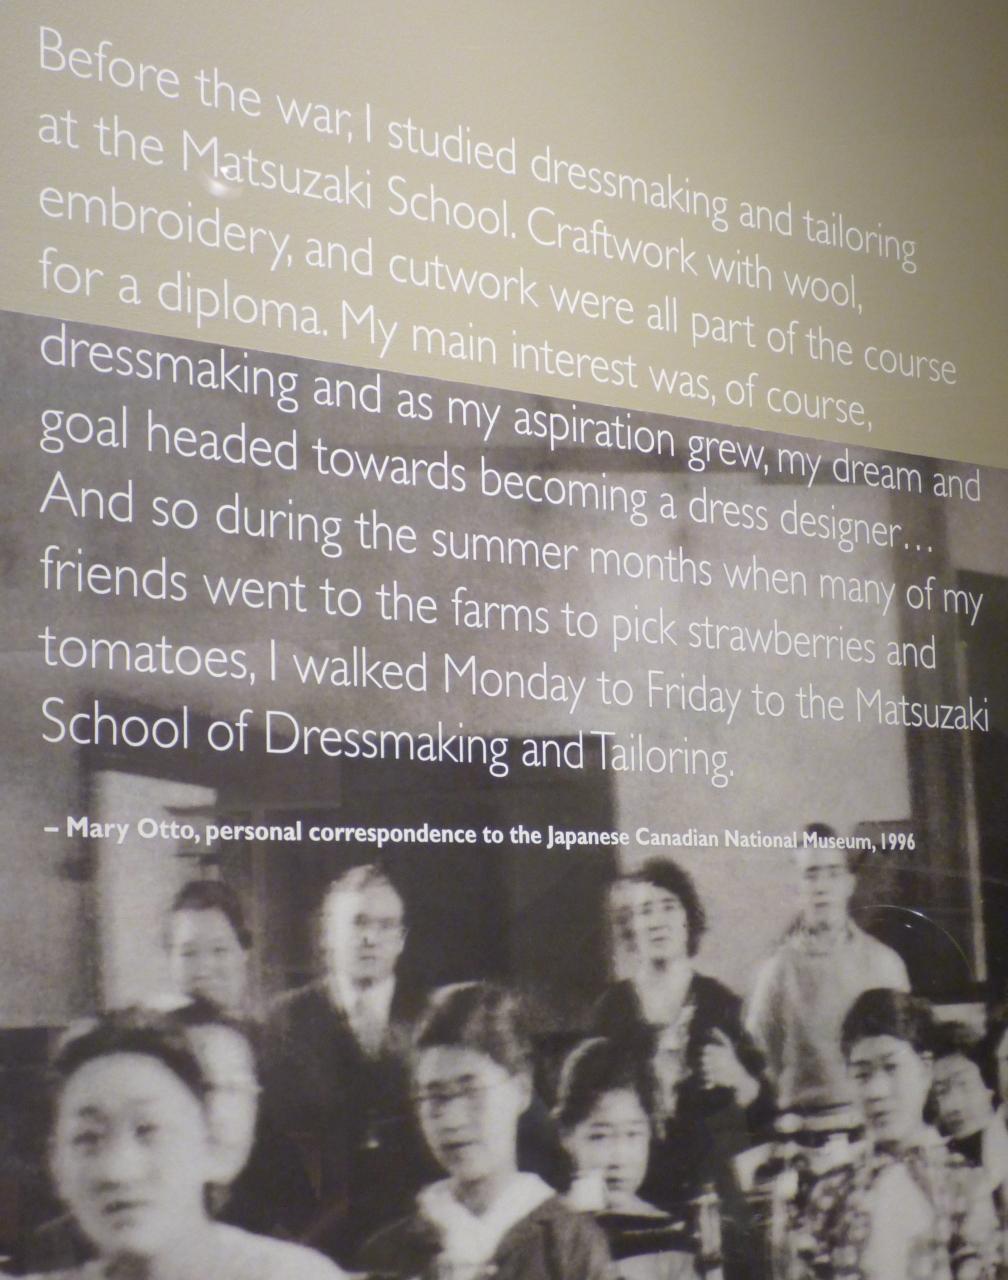 Before the war, I studied dressmaking and tailoring
at the Matsuzaki School. Craftwork with wool,
embroidery, and cutwork were all part of the course
for a diploma. My main interest was, of course,
dressmaking and as my aspiration grew, my dream and
goal headed towards becoming a dress designer...
And so during the summer months when many of my
friends went to the farms to pick strawberries and
tomatoes, I walked Monday to Friday to the Matsuzaki
School of Dressmaking and Tailoring.
– Mary Otto, personal correspondence to the Japanese Canadian National Museum, 1996